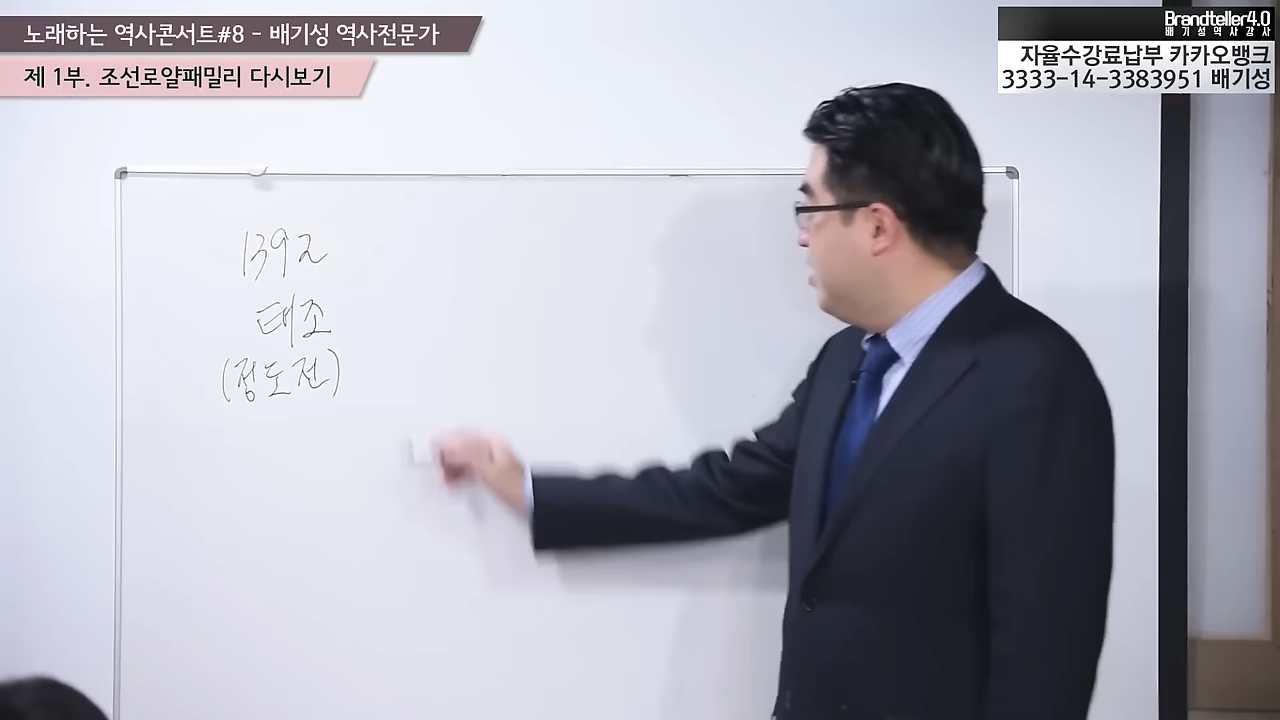 노래하는 역사콘서트#8 - 배기성 역사전문가
제 1부. 조선로얄패밀리 다시보기
Brandteller4.0
배기성역사강사
자율수강료납부 카카오뱅크
3333-14-3383951 배기성
1392
태조
(정도전)